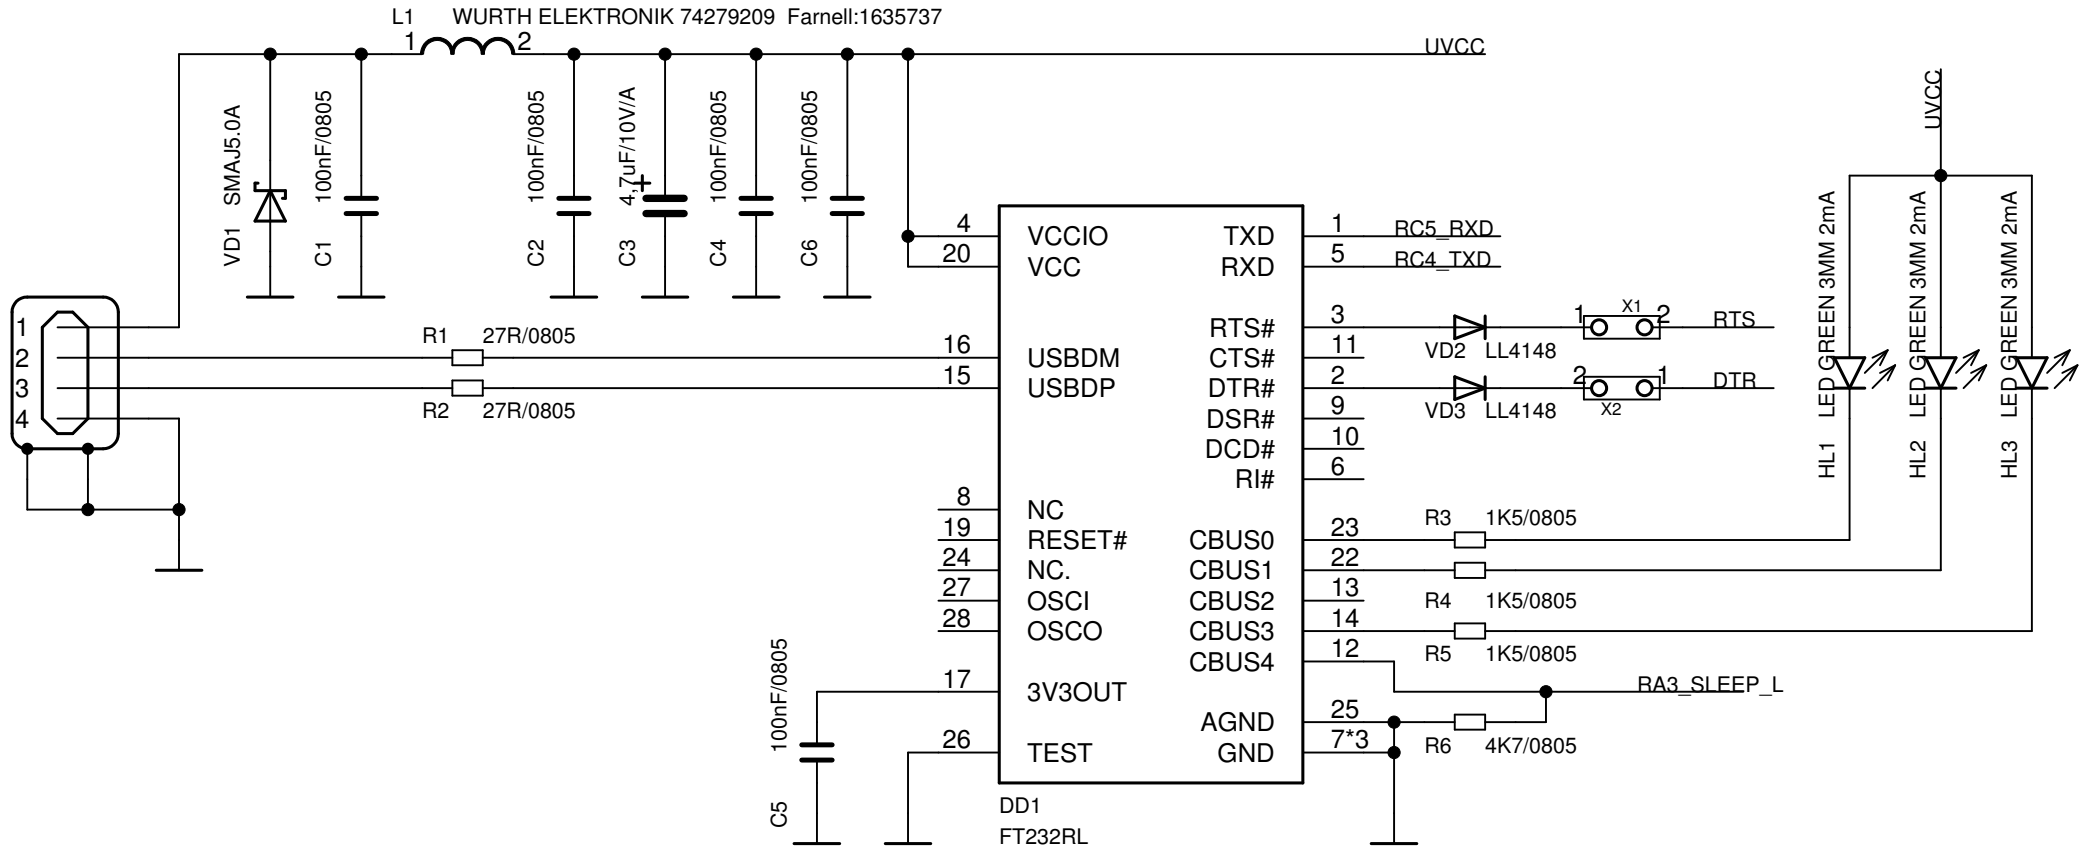 L1 WURTH ELEKTRONIK 74279209 Farnell:1635737
1 2
UVCC
UVCC
VD1 SMAJ5.0A
C1 100nF/0805
C2 100nF/0805
C3 4,7uF/10V/A
+
C4 100nF/0805
C6 100nF/0805
1
2
3
4
R1 27R/0805
R2 27R/0805
4 VCCIO
20 VCC
16 USBDM
15 USBDP
8 NC
19 RESET#
24 NC.
27 OSCI
28 OSCO
17 3V3OUT
26 TEST
C5 100nF/0805
TXD 1 RC5_RXD
RXD 5 RC4_TXD
RTS# 3
CTS# 11
DTR# 2
DSR# 9
DCD# 10
RI# 6
CBUS0 23
CBUS1 22
CBUS2 13
CBUS3 14
CBUS4 12
AGND 25
GND 7*3
DD1
FT232RL
VD2 LL4148
1 X1 2 RTS
VD3 LL4148
2 X2 1 DTR
R3 1K5/0805
R4 1K5/0805
R5 1K5/0805
RA3_SLEEP_L
R6 4K7/0805
HL1 LED GREEN 3MM 2mA
HL2 LED GREEN 3MM 2mA
HL3 LED GREEN 3MM 2mA